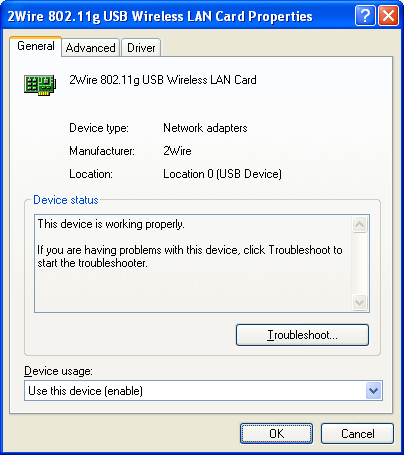 2Wire 802.11g USB Wireless LAN Card Properties
General Advanced Driver
2Wire 802.11g USB Wireless LAN Card
Device type: Network adapters
Manufacturer: 2Wire
Location: Location 0 (USB Device)
Device status
This device is working properly.
If you are having problems with this device, click Troubleshoot to
start the troubleshooter.
Troubleshoot...
Device usage:
Use this device (enable)
OK Cancel